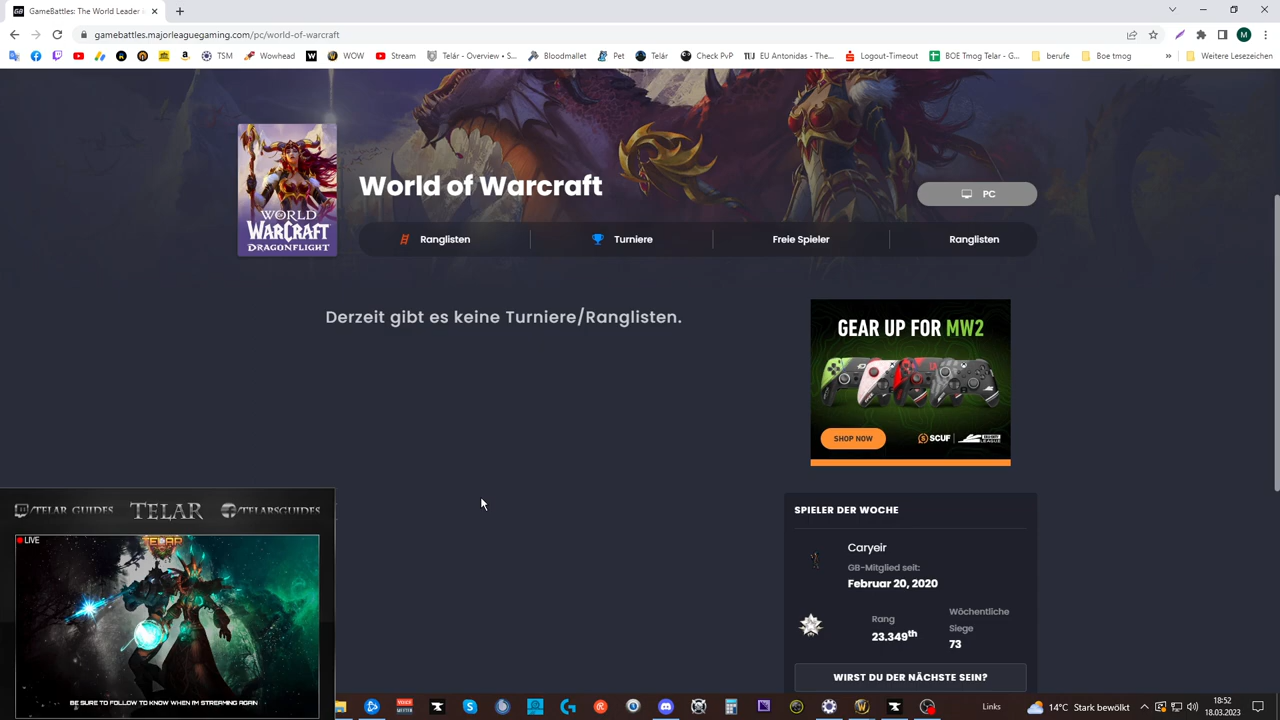 GameBattles: The World Leader
gamebattles.majorleaguegaming.com/pc/world-of-warcraft
TSM
Wowhead
WOW
Stream
Telár - Overview • S...
Bloodmallet
Pet
Telár
Check PvP
EU Antonidas - The...
Logout-Timeout
BOE Tmog Telar - G...
berufe
Boe tmog
»
Weitere Lesezeichen
WORLD
WARCRAFT
DRAGONFLIGHT
World of Warcraft
PC
Ranglisten
Turniere
Freie Spieler
Ranglisten
Derzeit gibt es keine Turniere/Ranglisten.
GEAR UP FOR MW2
SHOP NOW
SCUF
SPIELER DER WOCHE
Caryeir
GB-Mitglied seit:
Februar 20, 2020
Rang
23.349th
Wöchentliche
Siege
73
WIRST DU DER NÄCHSTE SEIN?
TELAR GUIDES
TELAR
TELARSGUIDES
LIVE
TELAR
BE SURE TO FOLLOW TO KNOW WHEN I'M STREAMING AGAIN
Links
14°C Stark bewölkt
18:52
18.03.2023